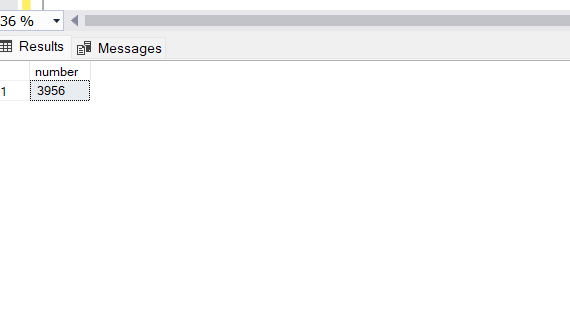 36 %
Results Messages
number
1 3956